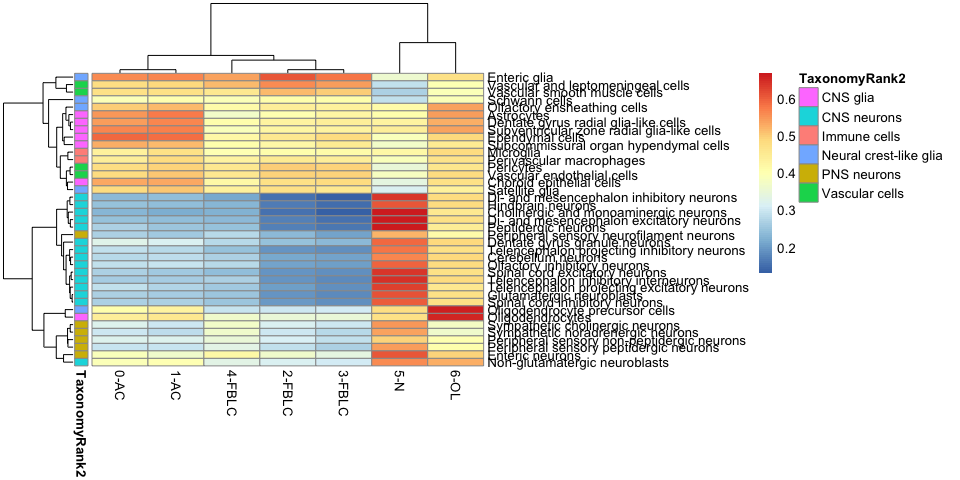 Enteric glia
Vascular and leptomeningeal cells
Vascular smooth muscle cells
Schwann cells
Olfactory ensheathing cells
Astrocytes
Dentate gyrus radial glia-like cells
Subventricular zone radial glia-like cells
Ependymal cells
Subcommissural organ hypendymal cells
Microglia
Perivascular macrophages
Pericytes
Vascular endothelial cells
Choroid epithelial cells
Satellite glia
Di- and mesencephalon inhibitory neurons
Hindbrain neurons
Cholinergic and monoaminergic neurons
Di- and mesencephalon excitatory neurons
Peptidergic neurons
Peripheral sensory neurofilament neurons
Dentate gyrus granule neurons
Telencephalon projecting inhibitory neurons
Cerebellum neurons
Olfactory inhibitory neurons
Spinal cord excitatory neurons
Telencephalon inhibitory interneurons
Telencephalon projecting excitatory neurons
Glutamatergic neuroblasts
Spinal cord inhibitory neurons
Oligodendrocyte precursor cells
Oligodendrocytes
Sympathetic cholinergic neurons
Sympathetic noradrenergic neurons
Peripheral sensory non-peptidergic neurons
Peripheral sensory peptidergic neurons
Enteric neurons
Non-glutamatergic neuroblasts
TaxonomyRank2
0-AC
1-AC
4-FBLC
2-FBLC
3-FBLC
5-N
6-OL
0.6
0.5
0.4
0.3
0.2
TaxonomyRank2
CNS glia
CNS neurons
Immune cells
Neural crest-like glia
PNS neurons
Vascular cells